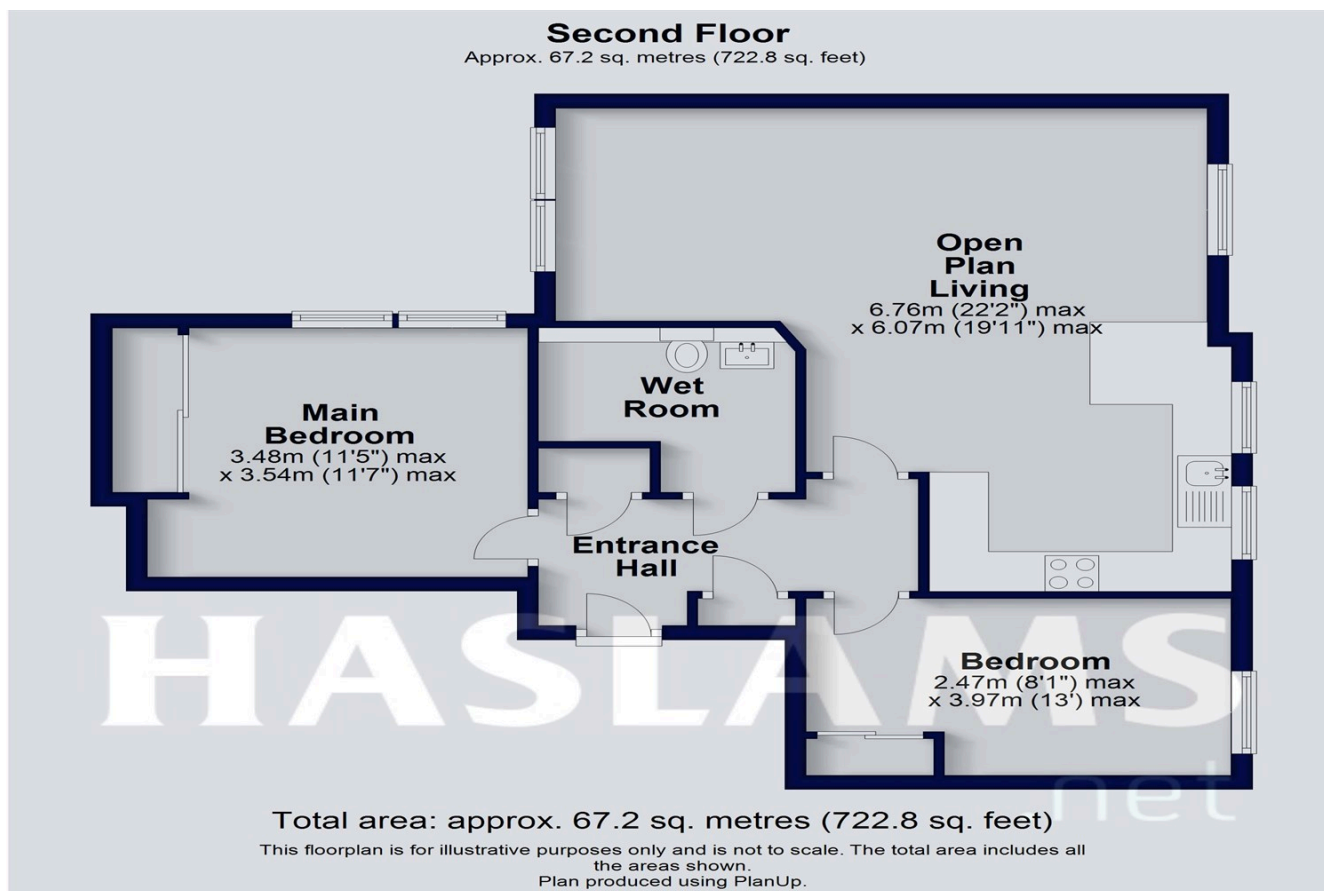 Second Floor
Approx. 67.2 sq. metres (722.8 sq. feet)
Open
Plan
Living
6.76m (22'2") max
x 6.07m (19'11") max
Wet
Room
Main
Bedroom
3.48m (11'5") max
x 3.54m (11'7") max
Entrance
Hall
Bedroom
2.47m (8'1") max
x 3.97m (13') max
HASLAMS
net
Total area: approx. 67.2 sq. metres (722.8 sq. feet)
This floorplan is for illustrative purposes only and is not to scale. The total area includes all
the areas shown.
Plan produced using PlanUp.